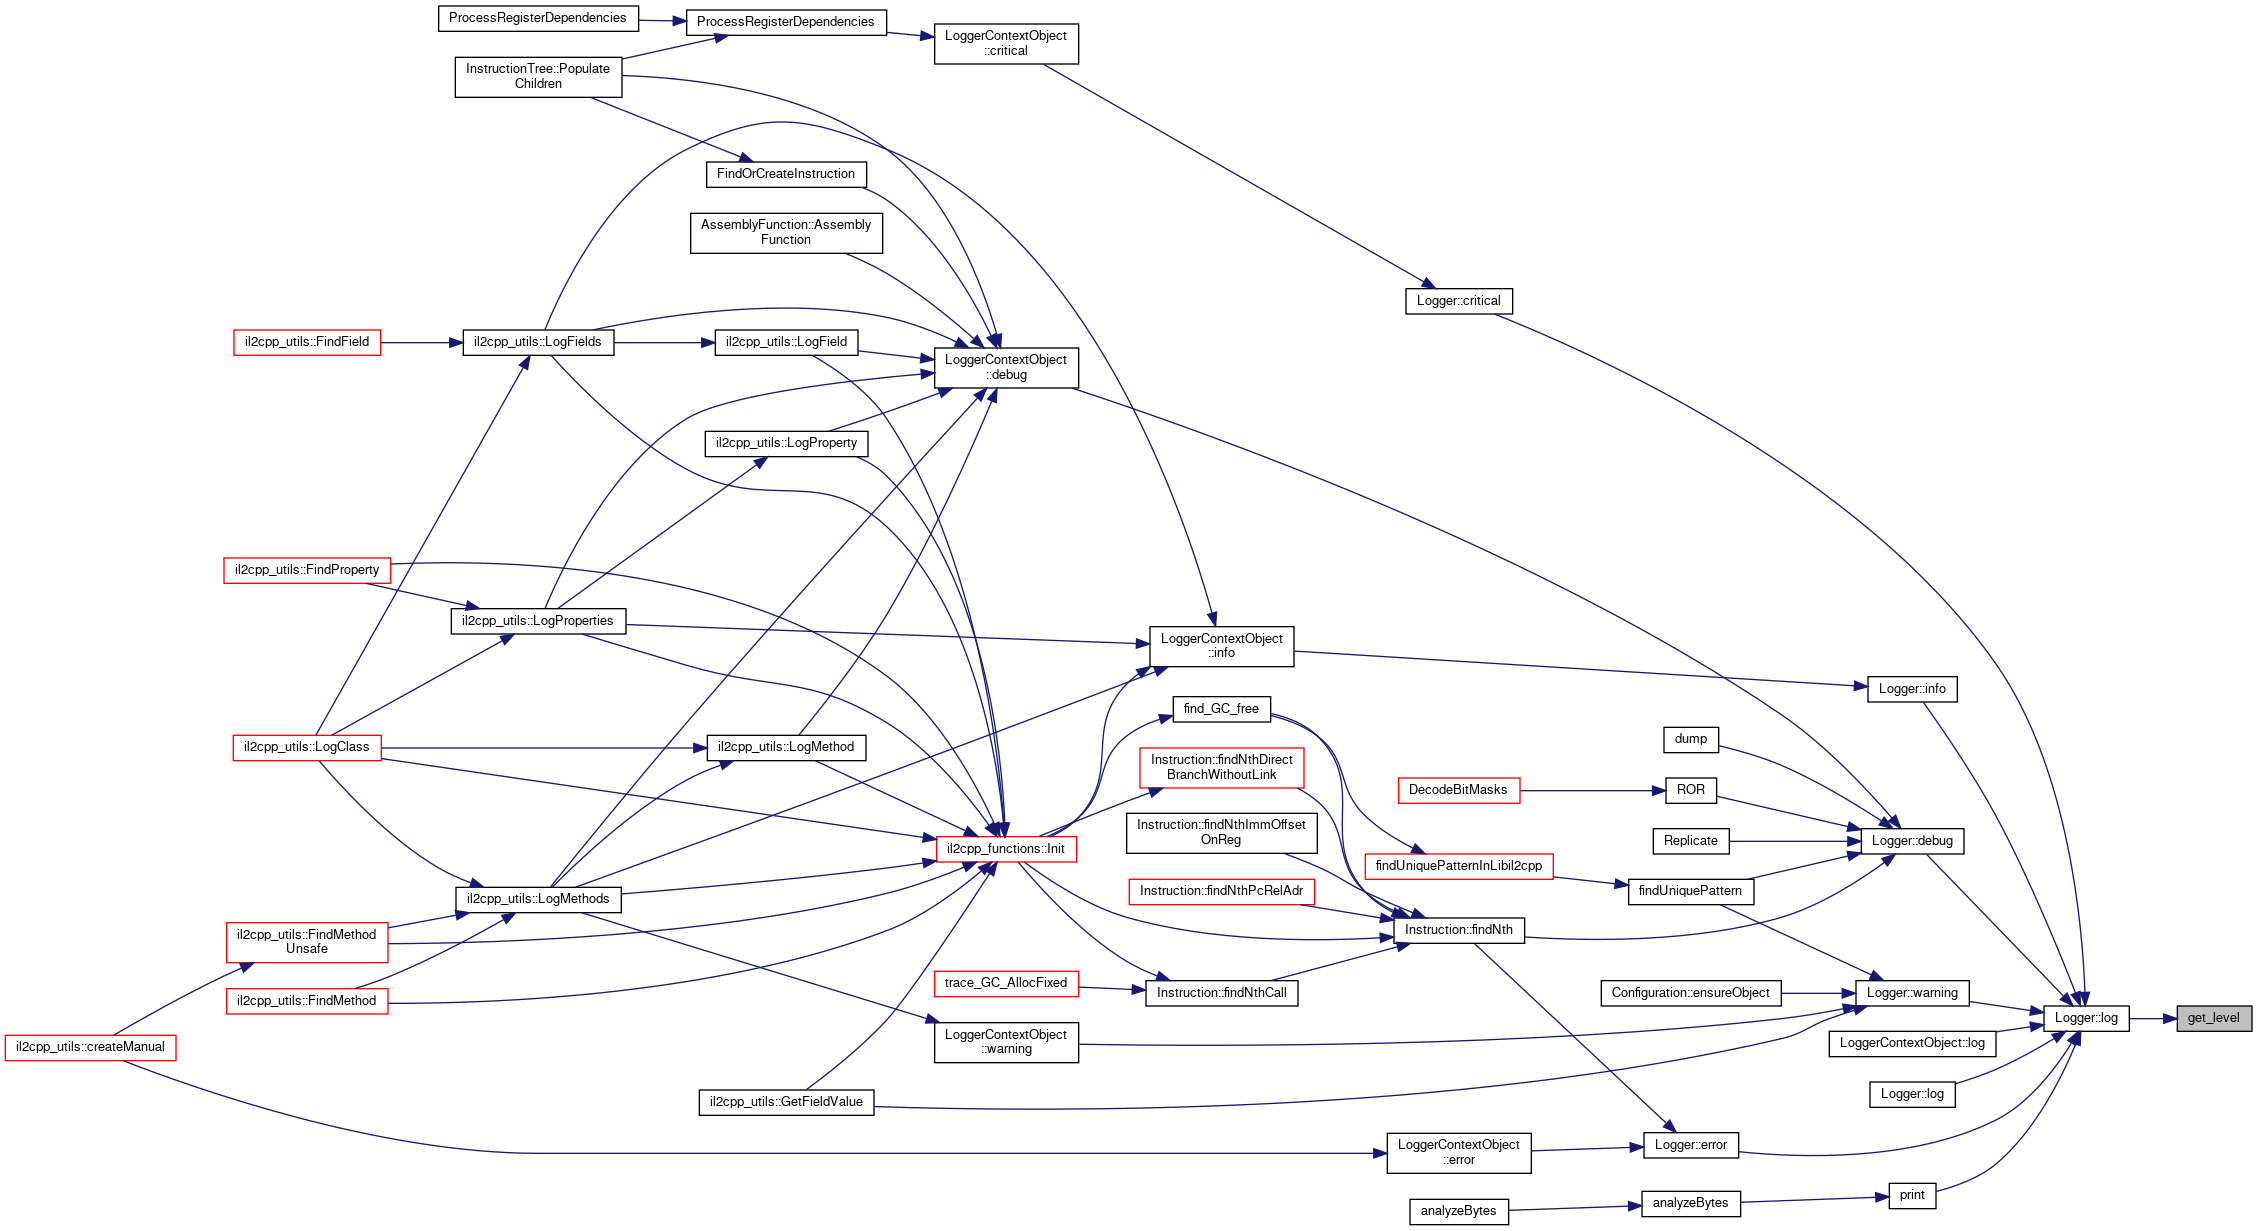 ProcessRegisterDependencies
ProcessRegisterDependencies
LoggerContextObject
::critical
InstructionTree::Populate
Children
FindOrCreateInstruction
AssemblyFunction::Assembly
Function
Logger::critical
il2cpp_utils::FindField
il2cpp_utils::LogFields
il2cpp_utils::LogField
LoggerContextObject
::debug
il2cpp_utils::LogProperty
il2cpp_utils::FindProperty
il2cpp_utils::LogProperties
LoggerContextObject
::info
Logger::info
find_GC_free
dump
il2cpp_utils::LogClass
il2cpp_utils::LogMethod
Instruction::findNthDirect
BranchWithoutLink
DecodeBitMasks
ROR
Instruction::findNthImmOffset
OnReg
Replicate
Logger::debug
il2cpp_functions::Init
findUniquePatternInLibil2cpp
findUniquePattern
Instruction::findNthPcRelAdr
il2cpp_utils::LogMethods
Instruction::findNth
il2cpp_utils::FindMethod
Unsafe
trace_GC_AllocFixed
Instruction::findNthCall
Configuration::ensureObject
Logger::warning
il2cpp_utils::FindMethod
Logger::log
get_level
il2cpp_utils::createManual
LoggerContextObject
::warning
LoggerContextObject::log
Logger::log
il2cpp_utils::GetFieldValue
LoggerContextObject
::error
Logger::error
print
analyzeBytes
analyzeBytes